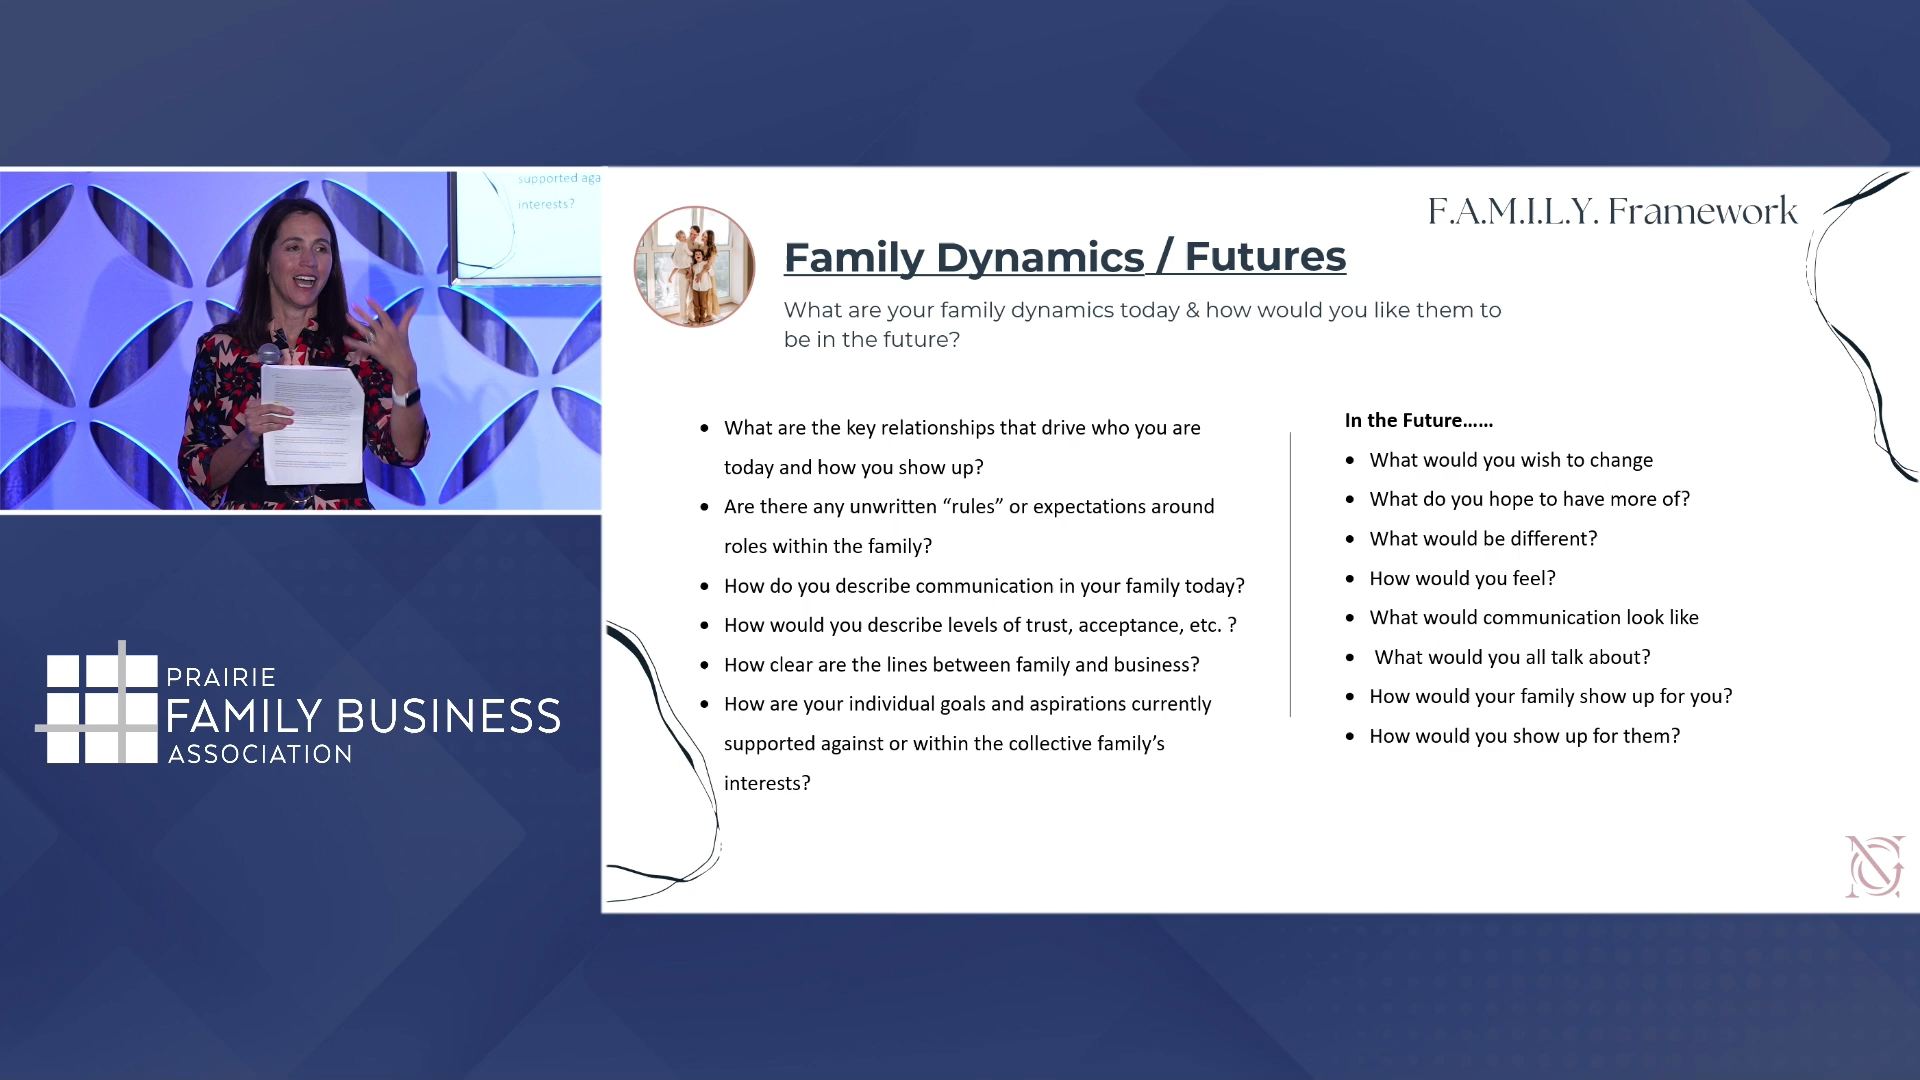 supported aga
interests?
F.A.M.I.L.Y. Framework
Family Dynamics / Futures
What are your family dynamics today & how would you like them to
be in the future?
• What are the key relationships that drive who you are
today and how you show up?
• Are there any unwritten “rules” or expectations around
roles within the family?
• How do you describe communication in your family today?
• How would you describe levels of trust, acceptance, etc. ?
• How clear are the lines between family and business?
• How are your individual goals and aspirations currently
supported against or within the collective family’s
interests?
In the Future......
• What would you wish to change
• What do you hope to have more of?
• What would be different?
• How would you feel?
• What would communication look like
• What would you all talk about?
• How would your family show up for you?
• How would you show up for them?
PRAIRIE
FAMILY BUSINESS
ASSOCIATION